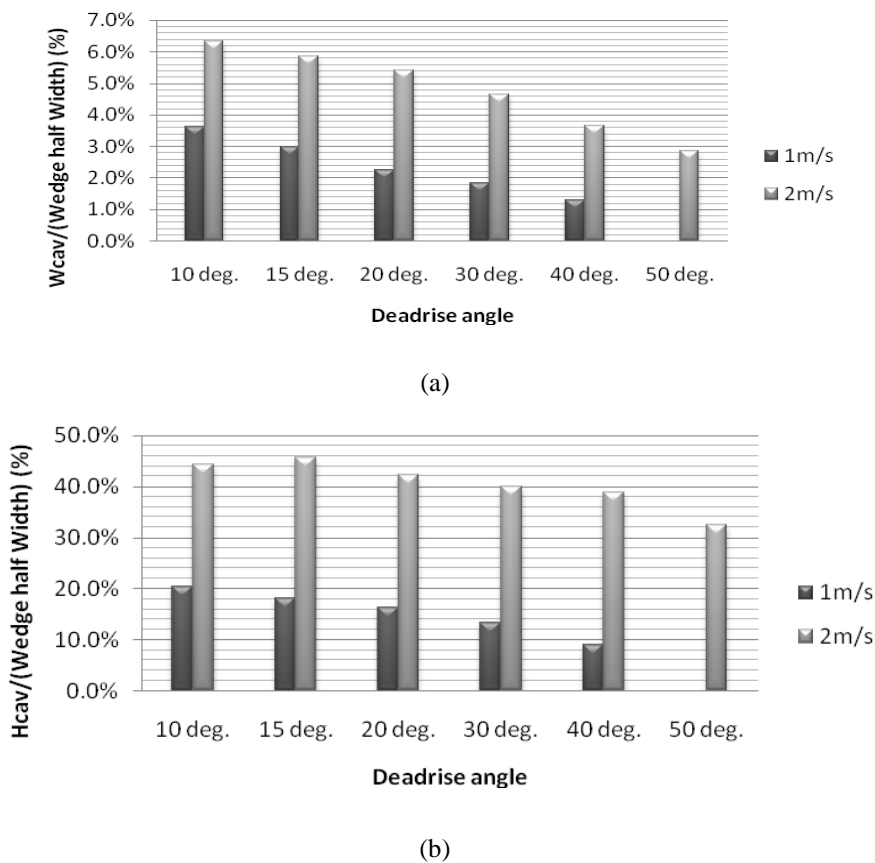 Wcav/(Wedge half Width) (%)
7.0%
6.0%
5.0%
4.0%
3.0%
2.0%
1.0%
0.0%
10 deg. 15 deg. 20 deg. 30 deg. 40 deg. 50 deg.
Deadrise angle
1m/s
2m/s
(a)
Hcav/(Wedge half Width) (%)
50.0%
40.0%
30.0%
20.0%
10.0%
0.0%
10 deg. 15 deg. 20 deg. 30 deg. 40 deg. 50 deg.
Deadrise angle
1m/s
2m/s
(b)